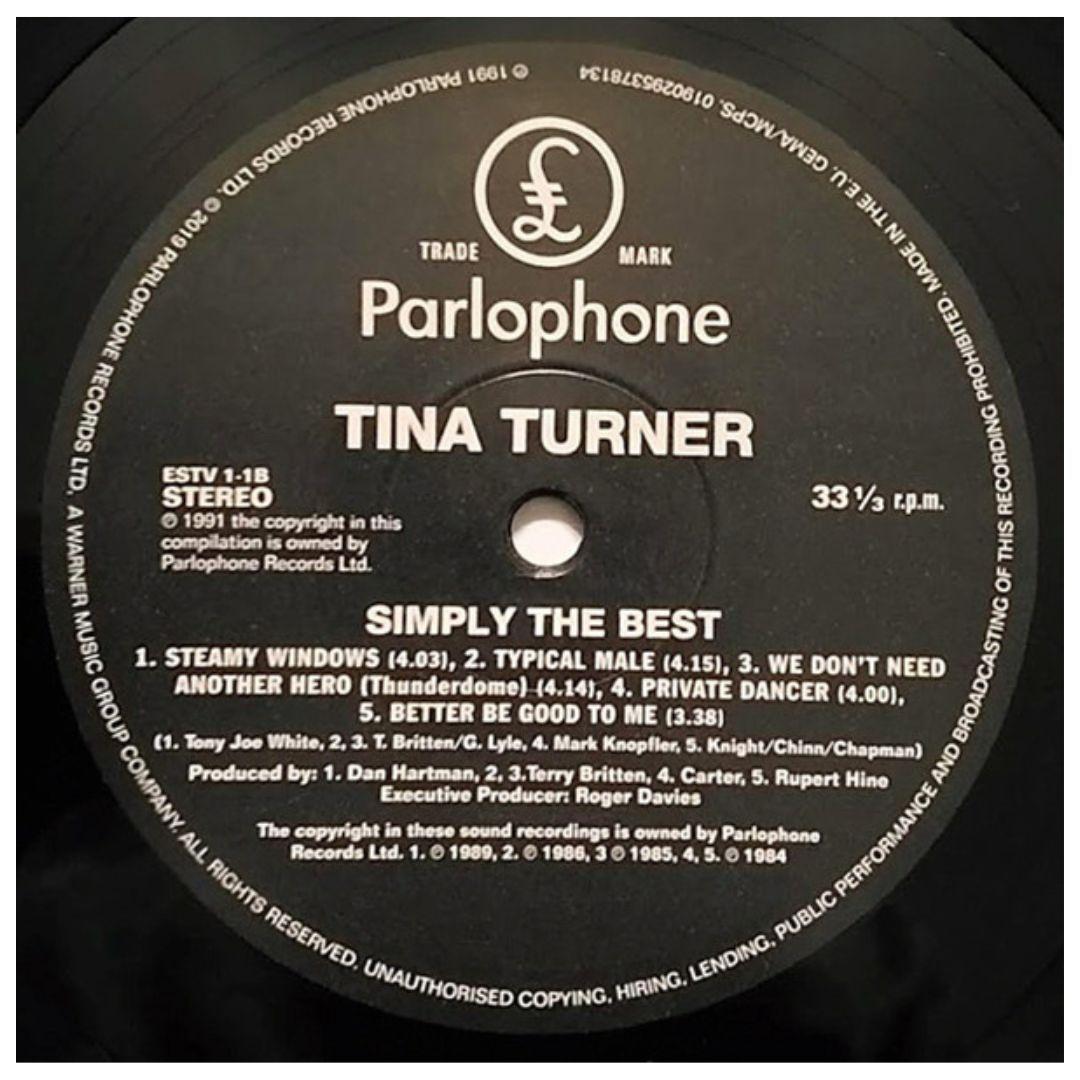 £
TRADE MARK
Parlophone
TINA TURNER
ESTV 1-1B
STEREO
℗ 1991 the copyright in this
compilation is owned by
Parlophone Records Ltd.
33 ⅓ r.p.m.
SIMPLY THE BEST
1. STEAMY WINDOWS (4.03), 2. TYPICAL MALE (4.15), 3. WE DON'T NEED
ANOTHER HERO (Thunderdome) (4.14), 4. PRIVATE DANCER (4.00),
5. BETTER BE GOOD TO ME (3.38)
(1. Tony Joe White, 2, 3. T. Britten/G. Lyle, 4. Mark Knopfler, 5. Knight/Chinn/Chapman)
Produced by: 1. Dan Hartman, 2, 3.Terry Britten, 4. Carter, 5. Rupert Hine
Executive Producer: Roger Davies
The copyright in these sound recordings is owned by Parlophone
Records Ltd. 1. ℗ 1989, 2. ℗ 1986, 3 ℗ 1985, 4, 5. ℗ 1984
℗ 1991 PARLOPHONE RECORDS LTD. © 2019 PARLOPHONE RECORDS LTD. A WARNER MUSIC GROUP COMPANY. ALL RIGHTS RESERVED. UNAUTHORISED COPYING, HIRING, LENDING, PUBLIC PERFORMANCE AND BROADCASTING OF THIS RECORDING PROHIBITED. MADE IN THE E.U. GEMA/MCPS. 0190295378134